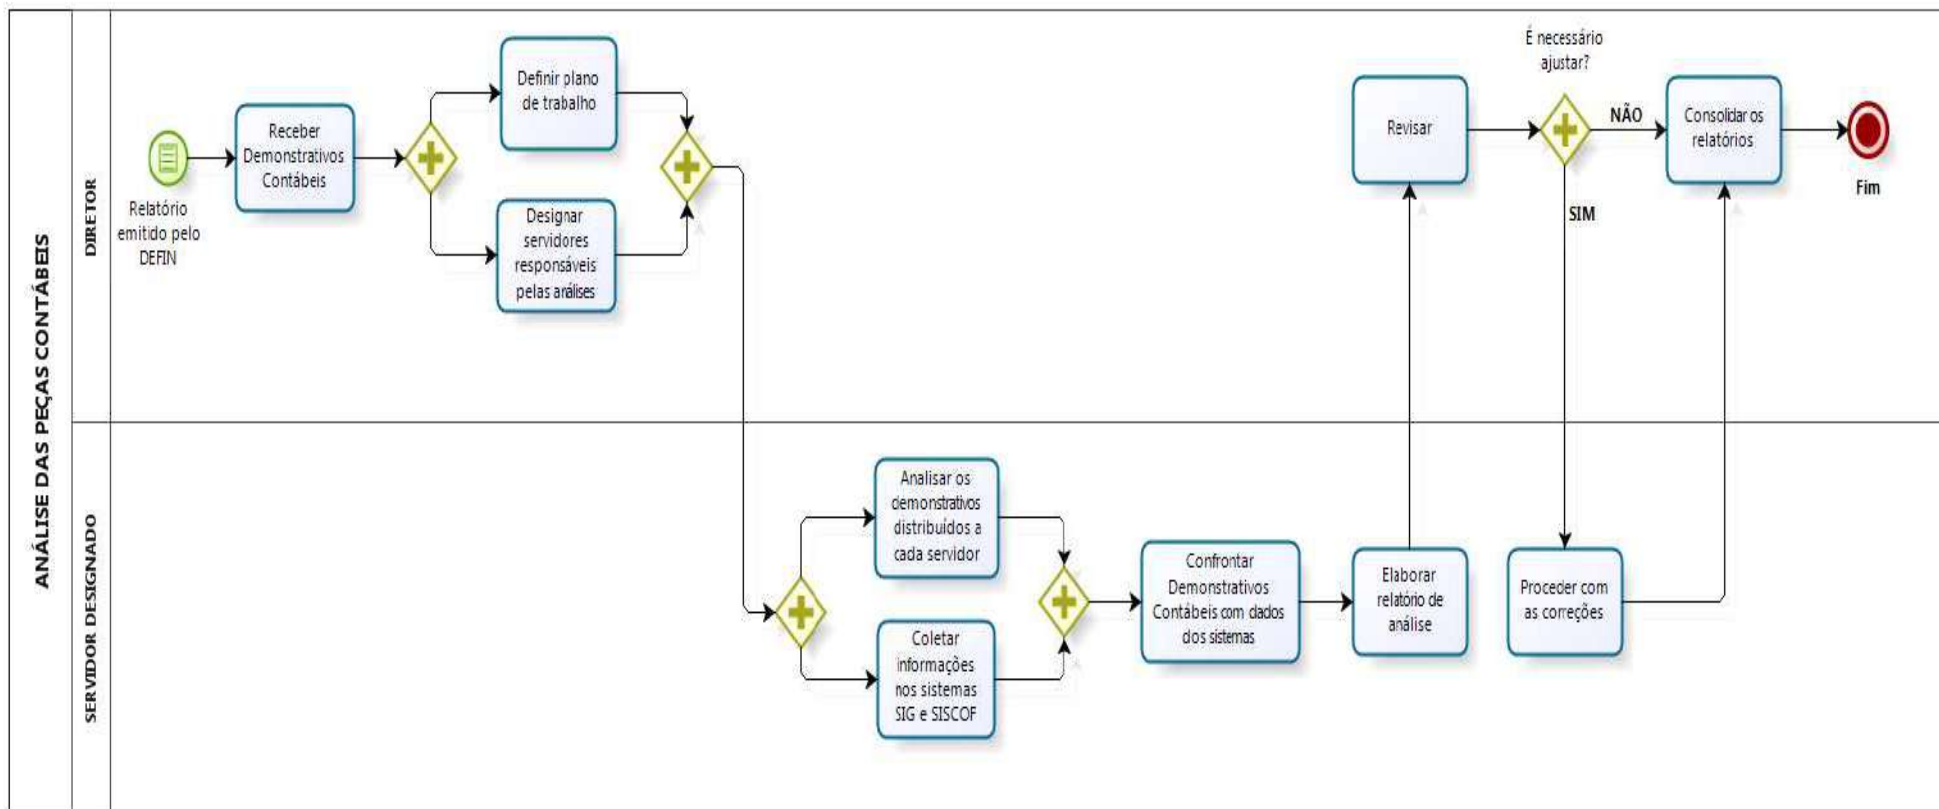 ANÁLISE DAS PEÇAS CONTÁBEIS
DIRETOR
Relatório
emitido pelo
DEFIN
Receber
Demonstrativos
Contábeis
Definir plano
de trabalho
Designar
servidores
responsáveis
pelas análises
Revisar
É necessário
ajustar?
NÃO
SIM
Consolidar os
relatórios
Fim
SERVIDOR DESIGNADO
Analisar os
demonstrativos
distribuídos a
cada servidor
Coletar
informações
nos sistemas
SIG e SISCOF
Confrontar
Demonstrativos
Contábeis com dados
dos sistemas
Elaborar
relatório de
análise
Proceder com
as correções